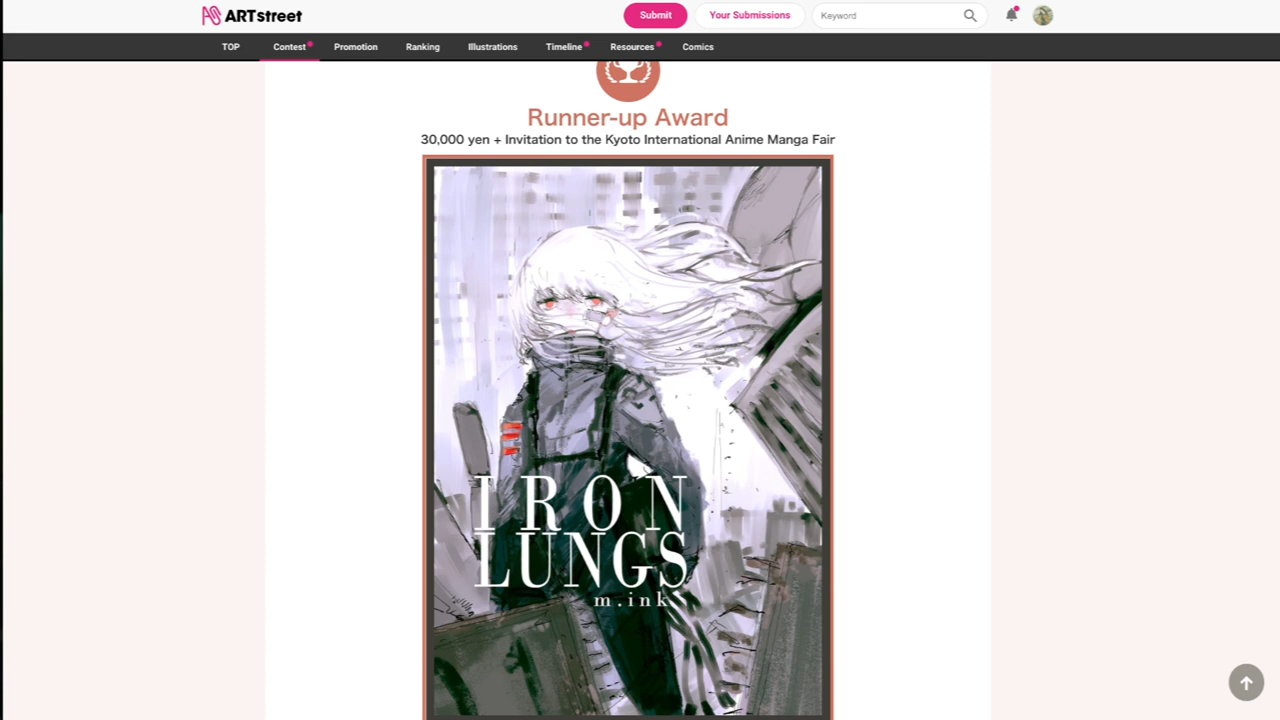 ARTstreet
Submit
Your Submissions
Keyword
TOP
Contest
Promotion
Ranking
Illustrations
Timeline
Resources
Comics
Runner-up Award
30,000 yen + Invitation to the Kyoto International Anime Manga Fair
IRON
LUNGS
m.ink